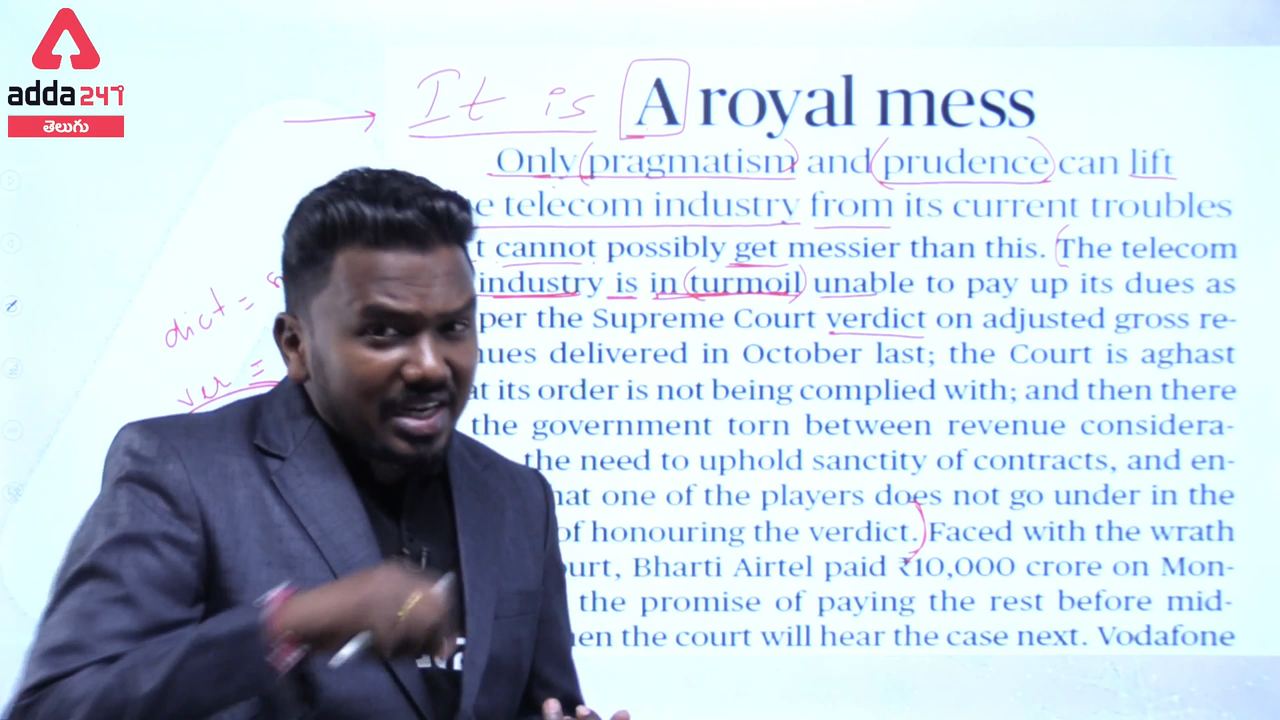 adda247
తెలుగు
It is A royal mess
Only pragmatism and prudence can lift
telecom industry from its current troubles
cannot possibly get messier than this. The telecom
industry is in turmoil unable to pay up its dues as
per the Supreme Court verdict on adjusted gross re-
delivered in October last; the Court is aghast
its order is not being complied with; and then there
the government torn between revenue considera-
the need to uphold sanctity of contracts, and en-
that one of the players does not go under in the
of honouring the verdict. Faced with the wrath
Bharti Airtel paid ₹10,000 crore on Mon-
the promise of paying the rest before mid-
the court will hear the case next. Vodafone
dict =
ver =